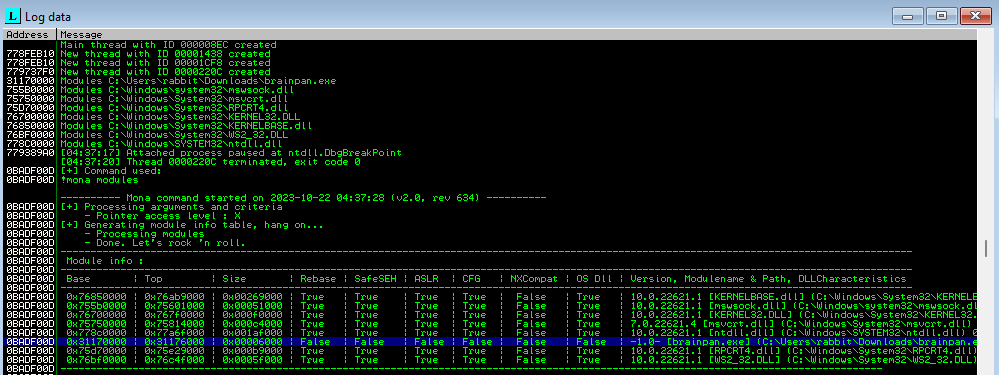 L Log data
Address Message
Main thread with ID 000008EC created
778FEB10 New thread with ID 00001438 created
778FEB10 New thread with ID 00001CF8 created
779737F0 New thread with ID 0000220C created
31170000 Modules C:\Users\rabbit\Downloads\brainpan.exe
755B0000 Modules C:\Windows\system32\mswsock.dll
75750000 Modules C:\Windows\System32\msvcrt.dll
75D70000 Modules C:\Windows\System32\RPCRT4.dll
76700000 Modules C:\Windows\System32\KERNEL32.DLL
76850000 Modules C:\Windows\System32\KERNELBASE.dll
76BF0000 Modules C:\Windows\System32\WS2_32.DLL
778C0000 Modules C:\Windows\SYSTEM32\ntdll.dll
779389A0 [04:37:17] Attached process paused at ntdll.DbgBreakPoint
[04:37:20] Thread 0000220C terminated, exit code 0
0BADF00D [+] Command used:
0BADF00D !mona modules
0BADF00D ---------- Mona command started on 2023-10-22 04:37:28 (v2.0, rev 634) ----------
0BADF00D [+] Processing arguments and criteria
0BADF00D - Pointer access level : X
0BADF00D [+] Generating module info table, hang on...
0BADF00D - Processing modules
0BADF00D - Done. Let's rock 'n roll.
0BADF00D
0BADF00D Module info :
0BADF00D
0BADF00D Base | Top | Size | Rebase | SafeSEH | ASLR | CFG | NXCompat | OS Dll | Version, Modulename & Path, DLLCharacteristics
0BADF00D
0BADF00D 0x76850000 | 0x76ab9000 | 0x00269000 | True | True | True | True | False | True | 10.0.22621.1 [KERNELBASE.dll] (C:\Windows\System32\KERNELB
0BADF00D 0x755b0000 | 0x75601000 | 0x00051000 | True | True | True | True | False | True | 10.0.22621.1 [mswsock.dll] (C:\Windows\system32\mswsock.d
0BADF00D 0x76700000 | 0x767f0000 | 0x000f0000 | True | True | True | True | False | True | 10.0.22621.1 [KERNEL32.DLL] (C:\Windows\System32\KERNEL32
0BADF00D 0x75750000 | 0x75814000 | 0x000c4000 | True | True | True | True | False | True | 7.0.22621.4 [msvcrt.dll] (C:\Windows\System32\msvcrt.dll)
0BADF00D 0x778c0000 | 0x77a6f000 | 0x001af000 | True | True | True | True | False | True | 10.0.22621.1 [ntdll.dll] (C:\Windows\SYSTEM32\ntdll.dll)
0BADF00D 0x31170000 | 0x31176000 | 0x00006000 | False | False | False | False | False | False | -1.0- [brainpan.exe] (C:\Users\rabbit\Downloads\brainpan.e
0BADF00D 0x75d70000 | 0x75e29000 | 0x000b9000 | True | True | True | True | False | True | 10.0.22621.1 [RPCRT4.dll] (C:\Windows\System32\RPCRT4.dll)
0BADF00D 0x76bf0000 | 0x76c4f000 | 0x0005f000 | True | True | True | True | False | True | 10.0.22621.1 [WS2_32.DLL] (C:\Windows\System32\WS2_32.DLL)
0BADF00D